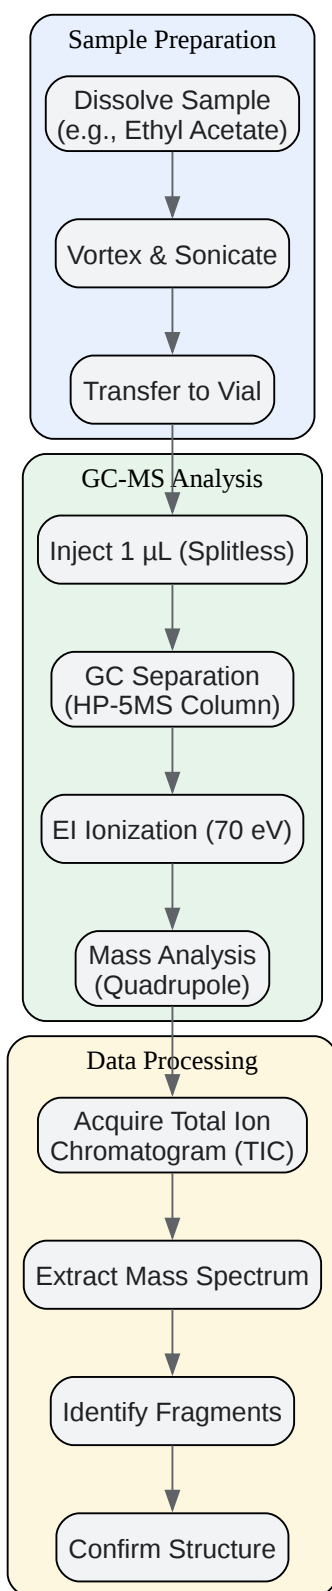 Sample Preparation
Dissolve Sample
(e.g., Ethyl Acetate)
Vortex & Sonicate
Transfer to Vial
GC-MS Analysis
Inject 1 µL (Splitless)
GC Separation
(HP-5MS Column)
EI Ionization (70 eV)
Mass Analysis
(Quadrupole)
Data Processing
Acquire Total Ion
Chromatogram (TIC)
Extract Mass Spectrum
Identify Fragments
Confirm Structure